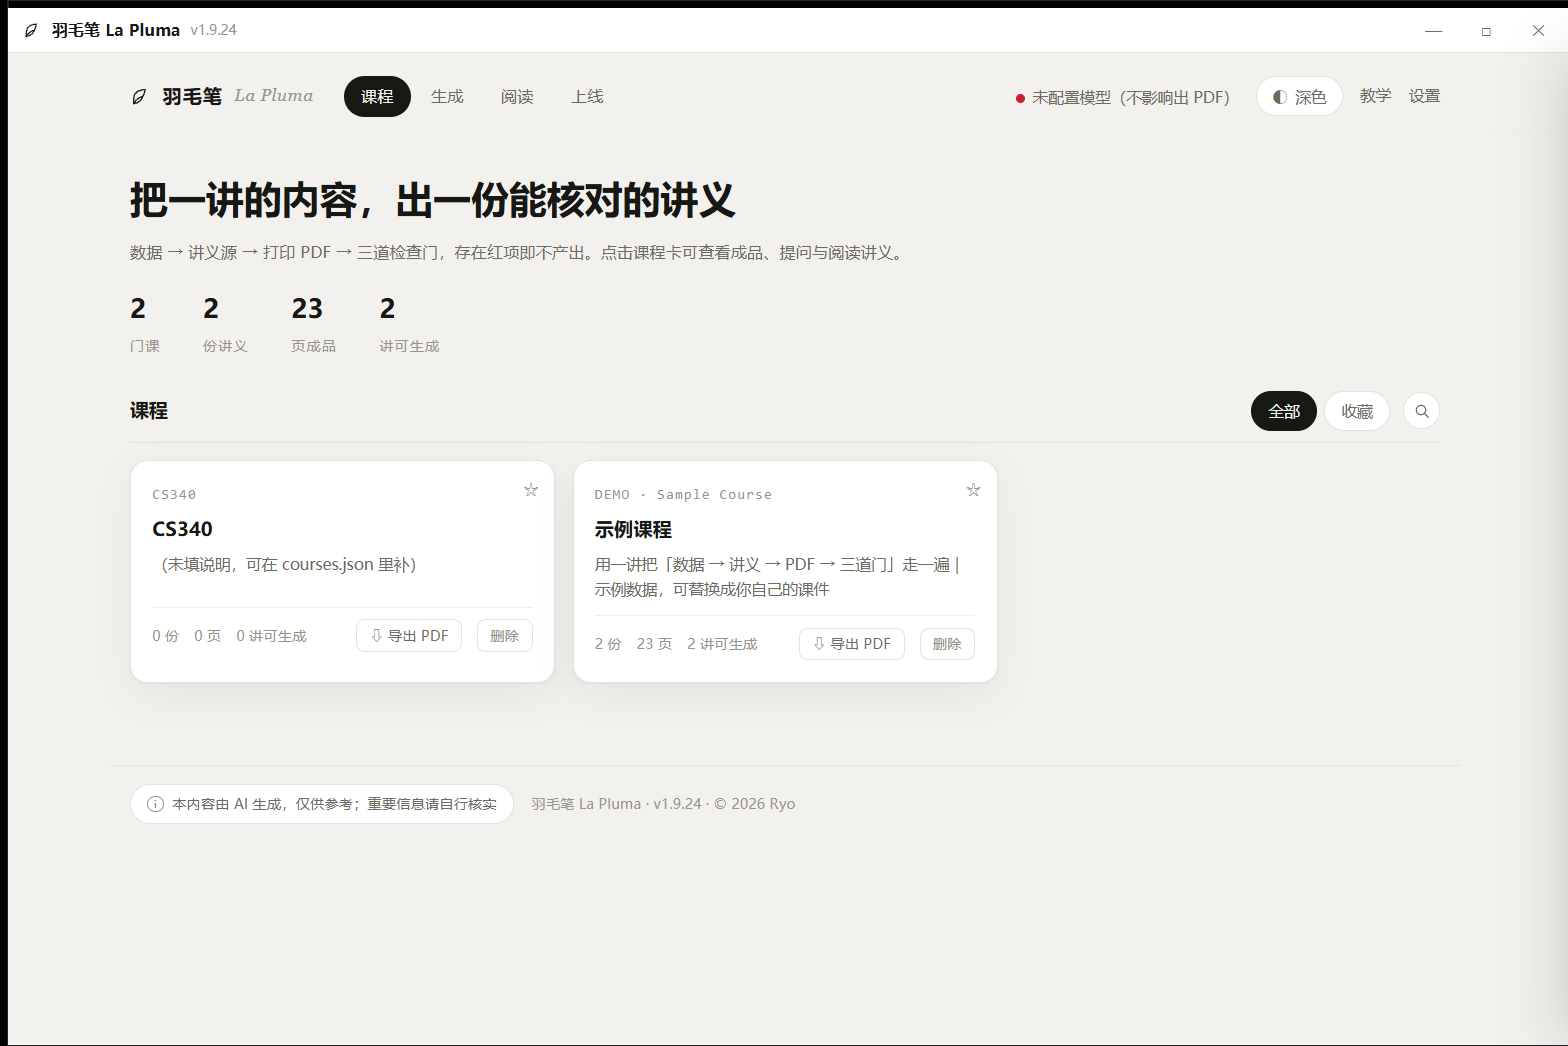 羽毛笔 La Pluma v1.9.24
羽毛笔 La Pluma 课程 生成 阅读 上线 未配置模型（不影响出 PDF） 深色 教学 设置
把一讲的内容，出一份能核对的讲义
数据 → 讲义源 → 打印 PDF → 三道检查门，存在红项即不产出。点击课程卡可查看成品、提问与阅读讲义。
2 2 23 2
门课 份讲义 页成品 讲可生成
课程 全部 收藏
CS340
CS340
（未填说明，可在 courses.json 里补）
0 份 0 页 0 讲可生成 导出 PDF 删除
DEMO · Sample Course
示例课程
用一讲把「数据 → 讲义 → PDF → 三道门」走一遍 |
示例数据，可替换成你自己的课件
2 份 23 页 2 讲可生成 导出 PDF 删除
本内容由 AI 生成，仅供参考；重要信息请自行核实 羽毛笔 La Pluma · v1.9.24 · © 2026 Ryo